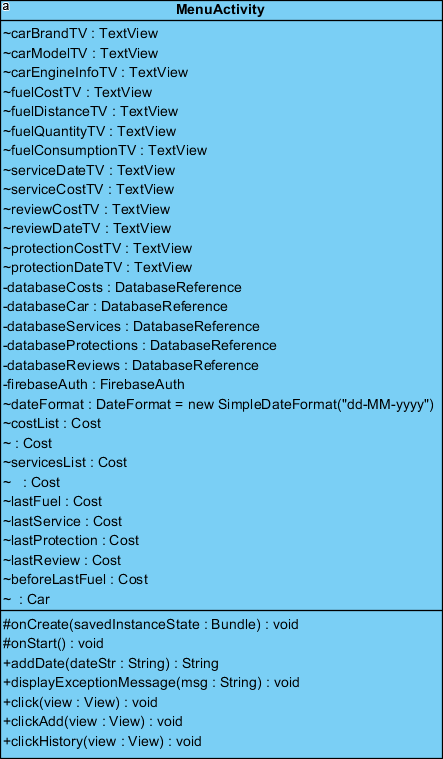 a
MenuActivity
~carBrandTV : TextView
~carModelTV : TextView
~carEngineInfoTV : TextView
~fuelCostTV : TextView
~fuelDistanceTV : TextView
~fuelQuantityTV : TextView
~fuelConsumptionTV : TextView
~serviceDateTV : TextView
~serviceCostTV : TextView
~reviewCostTV : TextView
~reviewDateTV : TextView
~protectionCostTV : TextView
~protectionDateTV : TextView
-databaseCosts : DatabaseReference
-databaseCar : DatabaseReference
-databaseServices : DatabaseReference
-databaseProtections : DatabaseReference
-databaseReviews : DatabaseReference
-firebaseAuth : FirebaseAuth
~dateFormat : DateFormat = new SimpleDateFormat("dd-MM-yyyy")
~costList : Cost
~ : Cost
~servicesList : Cost
~ : Cost
~lastFuel : Cost
~lastService : Cost
~lastProtection : Cost
~lastReview : Cost
~beforeLastFuel : Cost
~ : Car
#onCreate(savedInstanceState : Bundle) : void
#onStart() : void
+addDate(dateStr : String) : String
+displayExceptionMessage(msg : String) : void
+click(view : View) : void
+clickAdd(view : View) : void
+clickHistory(view : View) : void